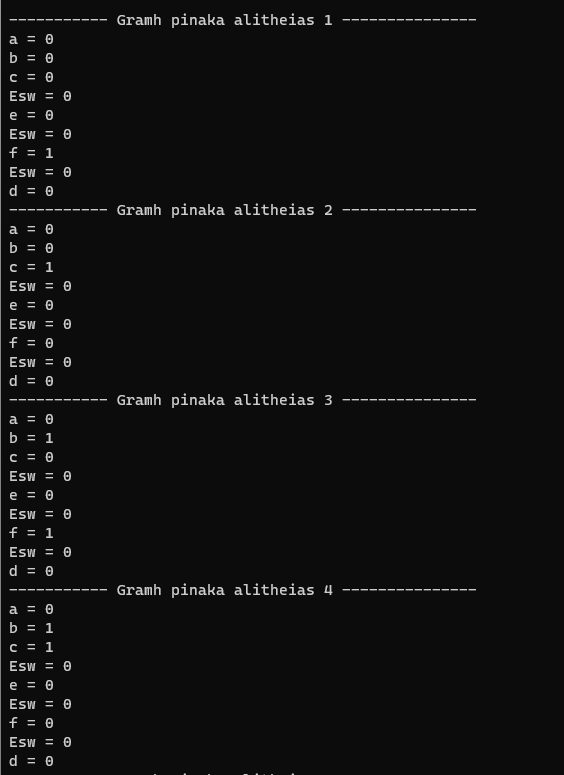 ----------- Gramh pinaka alitheias 1 ---------------
a = 0
b = 0
c = 0
Esw = 0
e = 0
Esw = 0
f = 1
Esw = 0
d = 0
----------- Gramh pinaka alitheias 2 ---------------
a = 0
b = 0
c = 1
Esw = 0
e = 0
Esw = 0
f = 0
Esw = 0
d = 0
----------- Gramh pinaka alitheias 3 ---------------
a = 0
b = 1
c = 0
Esw = 0
e = 0
Esw = 0
f = 1
Esw = 0
d = 0
----------- Gramh pinaka alitheias 4 ---------------
a = 0
b = 1
c = 1
Esw = 0
e = 0
Esw = 0
f = 0
Esw = 0
d = 0